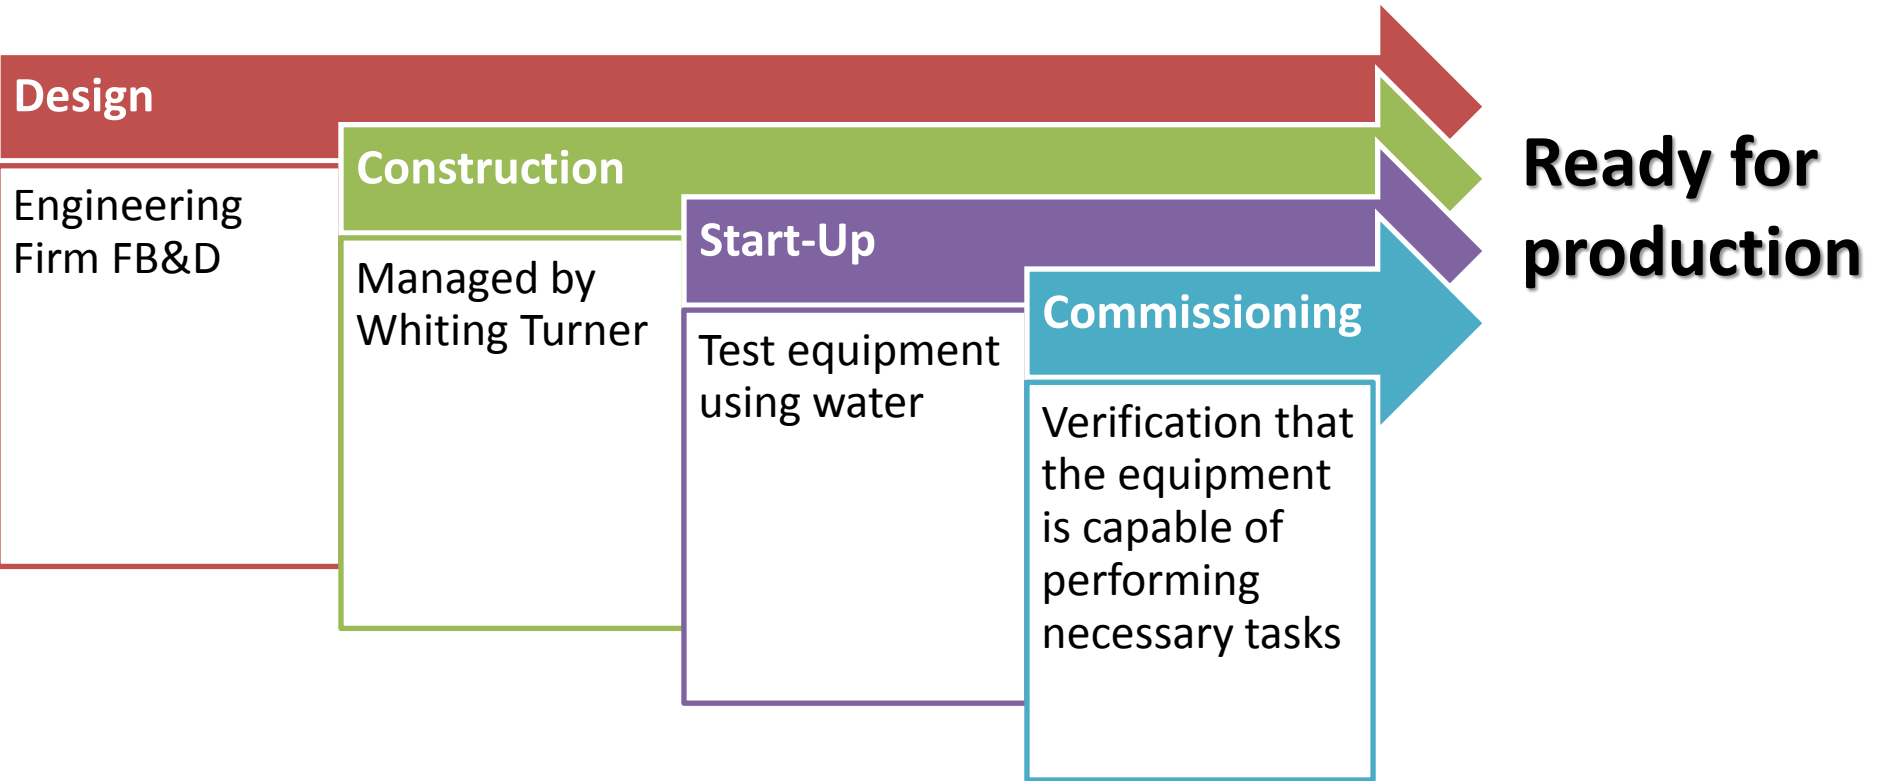 Design
Engineering
Firm FB&D
Construction
Managed by
Whiting Turner
Start-Up
Test equipment
using water
Commissioning
Verification that
the equipment
is capable of
performing
necessary tasks
Ready for
production